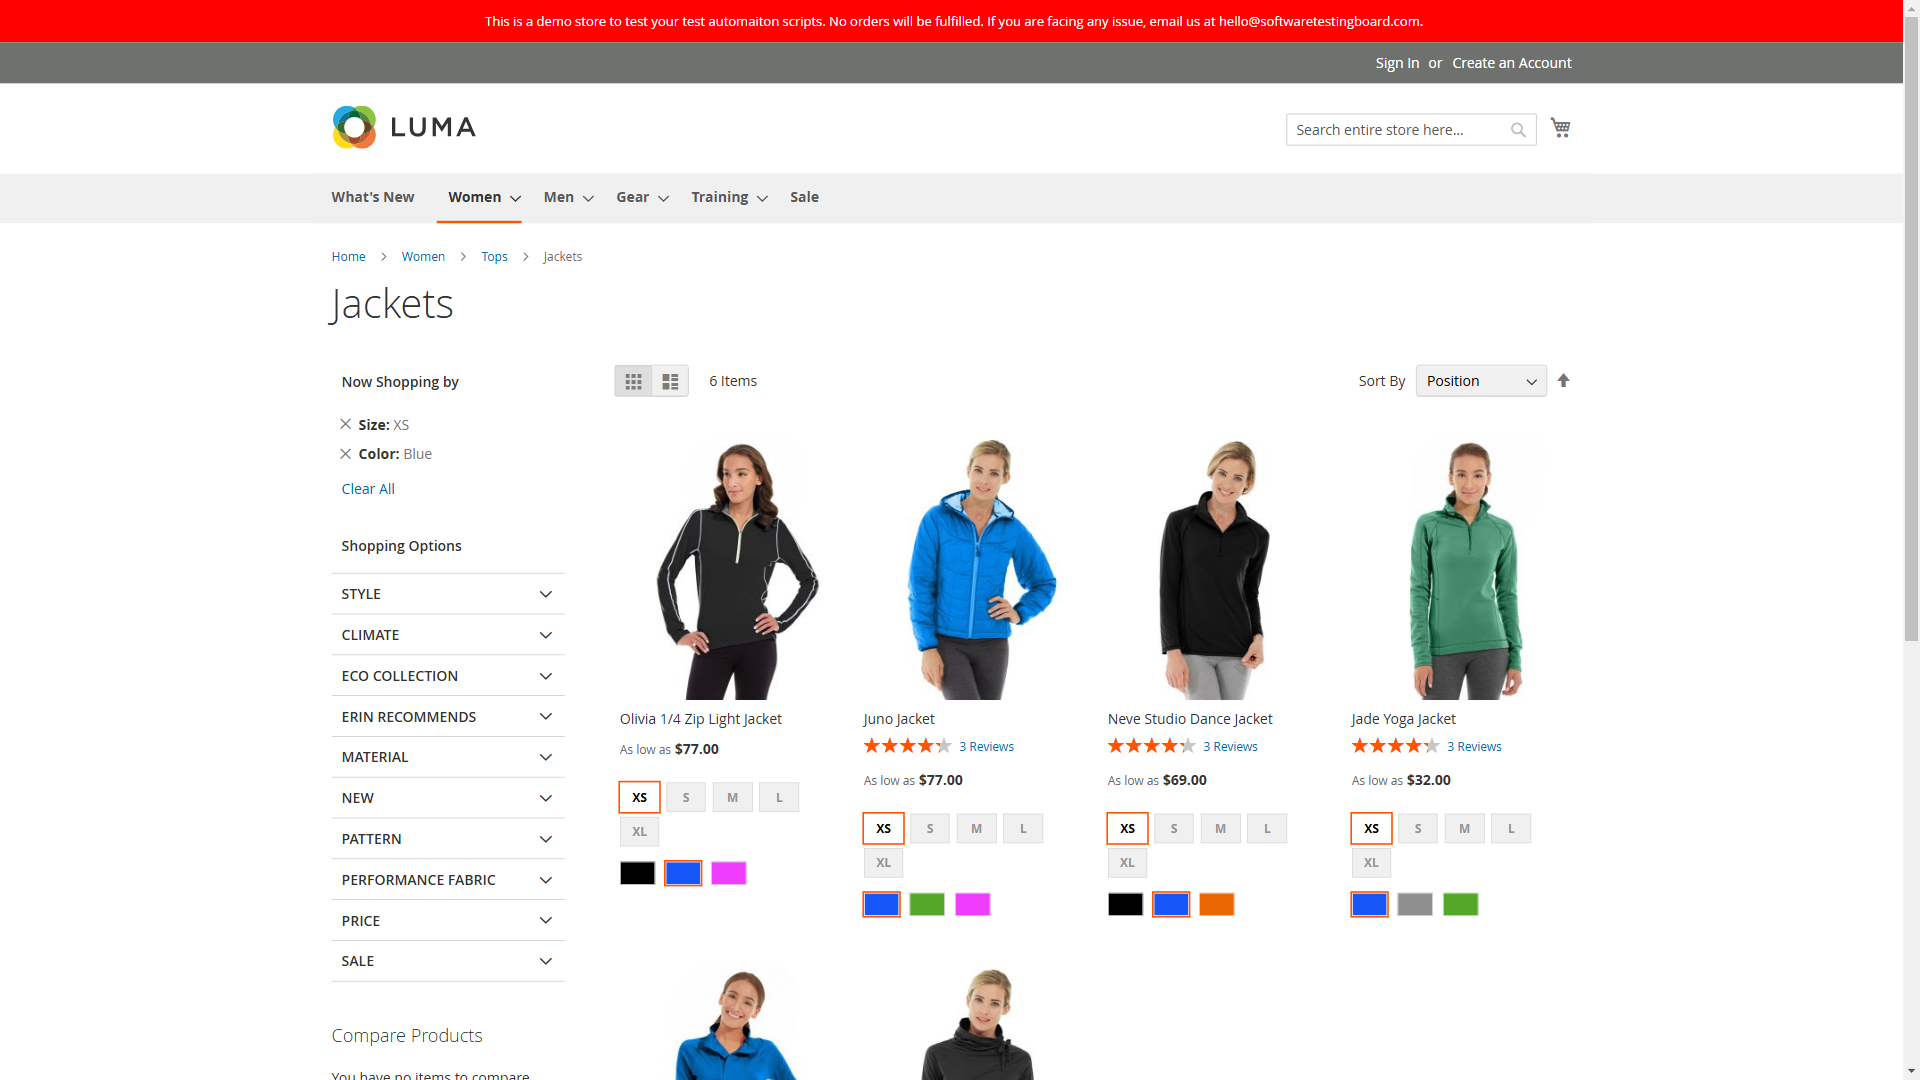 This is a demo store to test your test automaiton scripts. No orders will be fulfilled. If you are facing any issue, email us at hello@softwaretestingboard.com.
Sign In or Create an Account
LUMA
Search entire store here...
What's New Women Men Gear Training Sale
Home Women Tops Jackets
Jackets
Now Shopping by
Size: XS
Color: Blue
Clear All
Shopping Options
STYLE
CLIMATE
ECO COLLECTION
ERIN RECOMMENDS
MATERIAL
NEW
PATTERN
PERFORMANCE FABRIC
PRICE
SALE
Compare Products
You have no items to compare
6 Items
Sort By Position
Olivia 1/4 Zip Light Jacket
As low as $77.00
XS S M L
XL
Juno Jacket
3 Reviews
As low as $77.00
XS S M L
XL
Neve Studio Dance Jacket
3 Reviews
As low as $69.00
XS S M L
XL
Jade Yoga Jacket
3 Reviews
As low as $32.00
XS S M L
XL